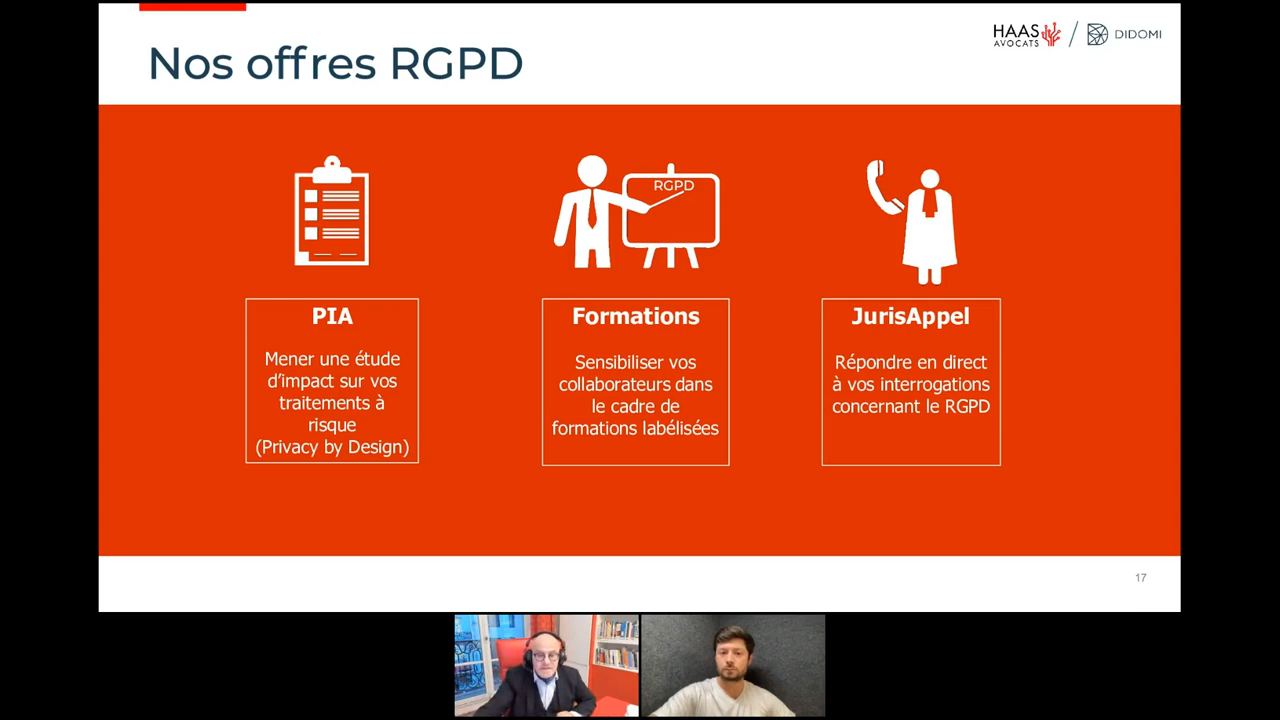 Nos offres RGPD
HAAS
AVOCATS
DIDOMI
RGPD
PIA
Mener une étude
d'impact sur vos
traitements à
risque
(Privacy by Design)
Formations
Sensibiliser vos
collaborateurs dans
le cadre de
formations labélisées
JurisAppel
Répondre en direct
à vos interrogations
concernant le RGPD
17